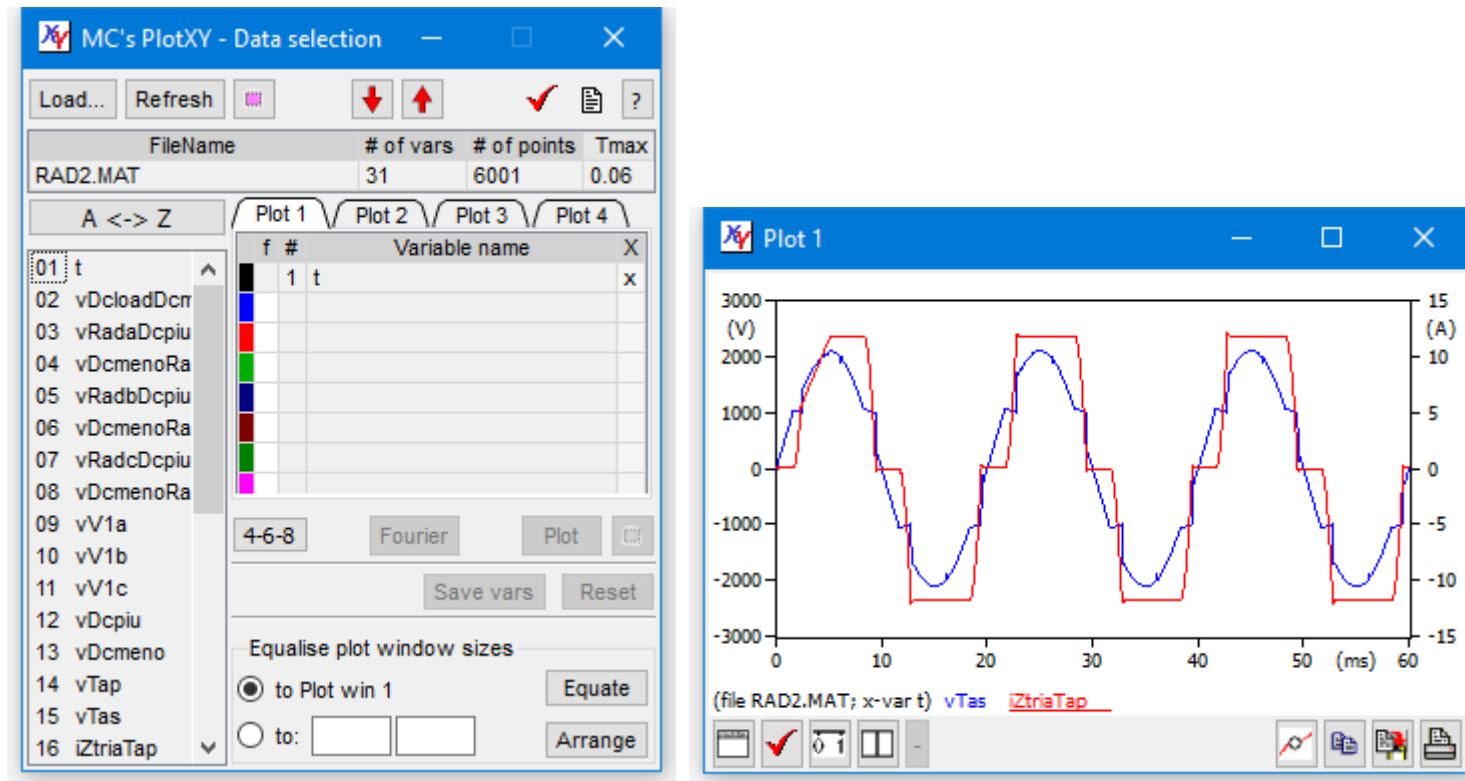 MC's PlotXY - Data selection
Load... Refresh ?
FileName # of vars # of points Tmax
RAD2.MAT 31 6001 0.06
A <-> Z
Plot 1 Plot 2 Plot 3 Plot 4
f # Variable name X
1 t x
01 t
02 vDcloadDcm
03 vRadaDcpiu
04 vDcmenoRa
05 vRadbDcpiu
06 vDcmenoRa
07 vRadcDcpiu
08 vDcmenoRa
09 vV1a
10 vV1b
11 vV1c
12 vDcpiu
13 vDcmeno
14 vTap
15 vTas
16 iZtriaTap
4-6-8 Fourier Plot
Save vars Reset
Equalise plot window sizes
to Plot win 1 Equate
to: Arrange
XY Plot 1
3000 15
(V) (A)
2000 10
1000 5
0 0
-1000 -5
-2000 -10
-3000 -15
0 10 20 30 40 50 (ms) 60
(file RAD2.MAT; x-var t) vTas iZtriaTap
0 1 -